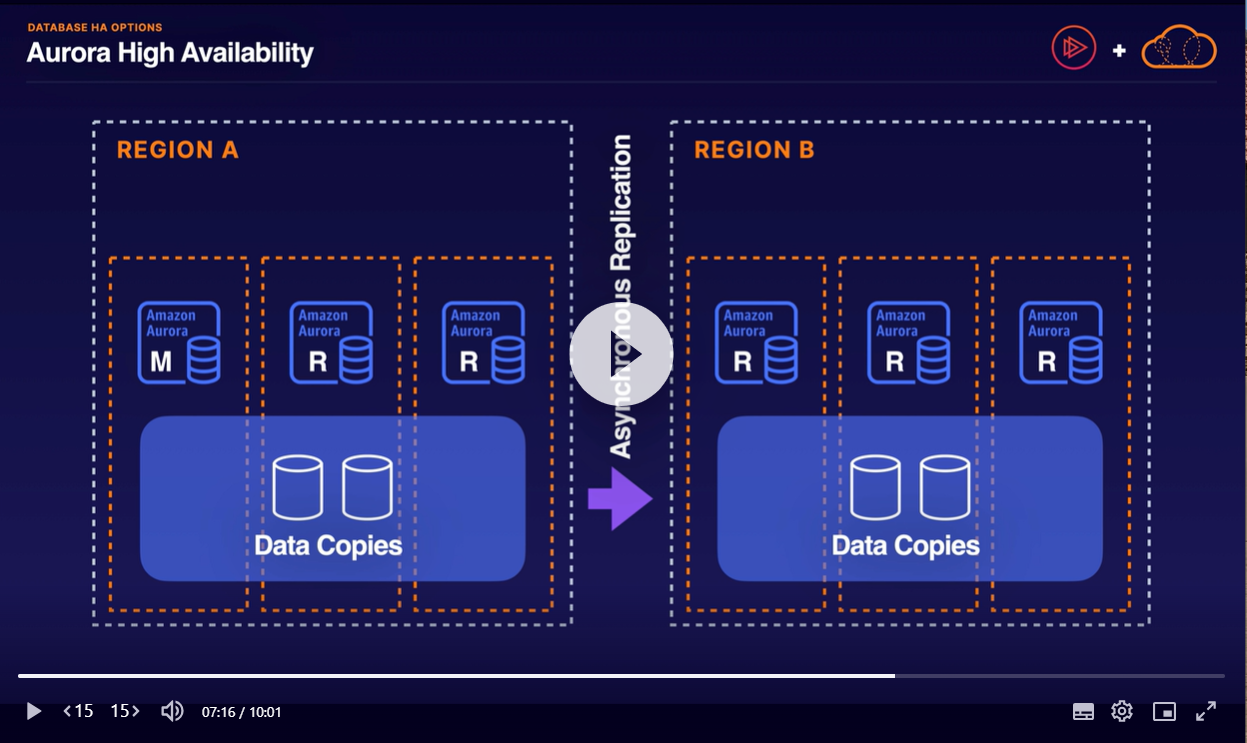 DATABASE HA OPTIONS
Aurora High Availability
+
REGION A
Amazon
Aurora
M
Amazon
Aurora
R
Amazon
Aurora
R
Data Copies
Asynchronous Replication
REGION B
Amazon
Aurora
R
Amazon
Aurora
R
Amazon
Aurora
R
Data Copies
<15 15> 07:16 / 10:01